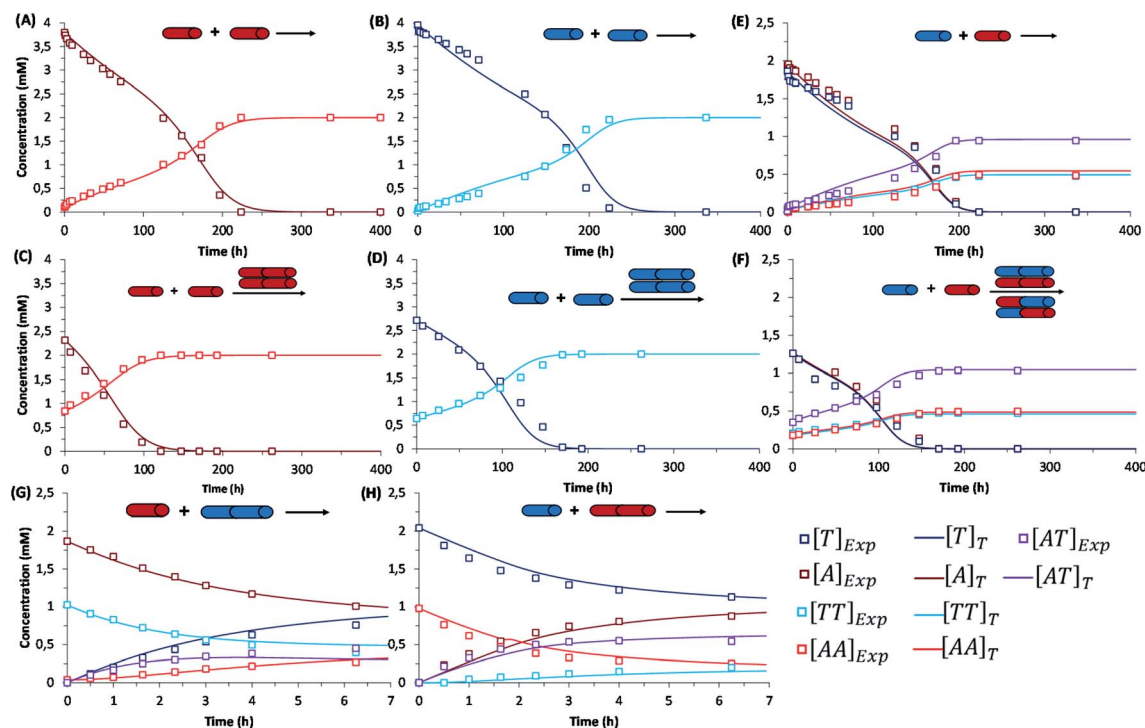 (A)
Concentration (mM)
4
3,5
3
2,5
2
1,5
1
0,5
0
+
0 100 200 300 400
Time (h)
(B)
4
3,5
3
2,5
2
1,5
1
0,5
0
+
0 100 200 300 400
Time (h)
(E)
2,5
2
1,5
1
0,5
0
+
0 100 200 300 400
Time (h)
(C)
Concentration (mM)
4
3,5
3
2,5
2
1,5
1
0,5
0
+
0 100 200 300 400
Time (h)
(D)
4
3,5
3
2,5
2
1,5
1
0,5
0
+
0 100 200 300 400
Time (h)
(F)
2,5
2
1,5
1
0,5
0
+
0 100 200 300 400
Time (h)
(G)
Concentration (mM)
2,5
2
1,5
1
0,5
0
+
0 1 2 3 4 5 6 7
Time (h)
(H)
2,5
2
1,5
1
0,5
0
+
0 1 2 3 4 5 6 7
Time (h)
[T]Exp [T]T [AT]Exp
[A]Exp [A]T [AT]T
[TT]Exp [TT]T
[AA]Exp [AA]T